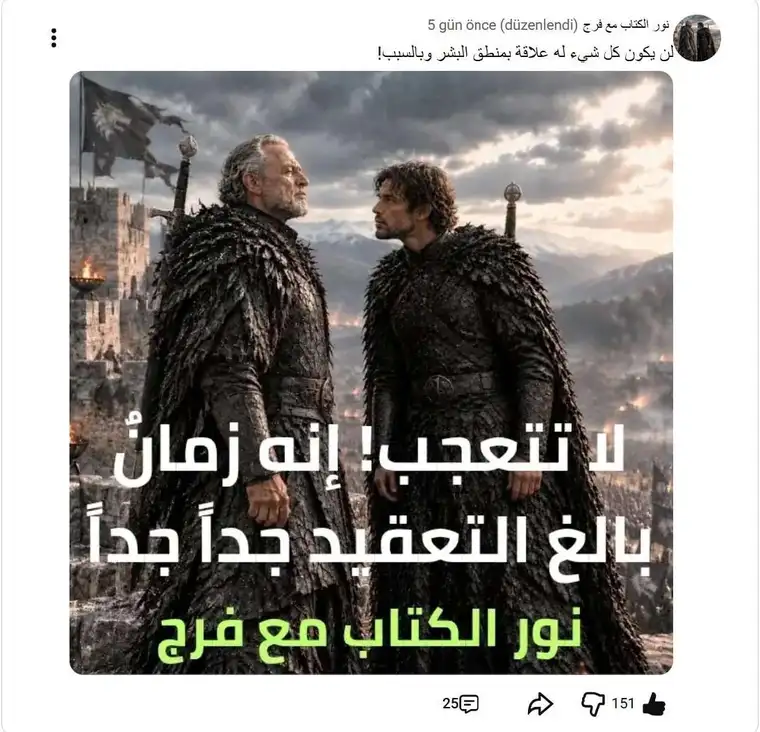 نور الكتاب مع فرج 5 gün önce (düzenlendi)
لن يكون كل شيء له علاقة بمنطق البشر وبالسبب!
لا تتعجب! إنه زمانُ
بالغ التعقيد جداً جداً
نور الكتاب مع فرج
151
25